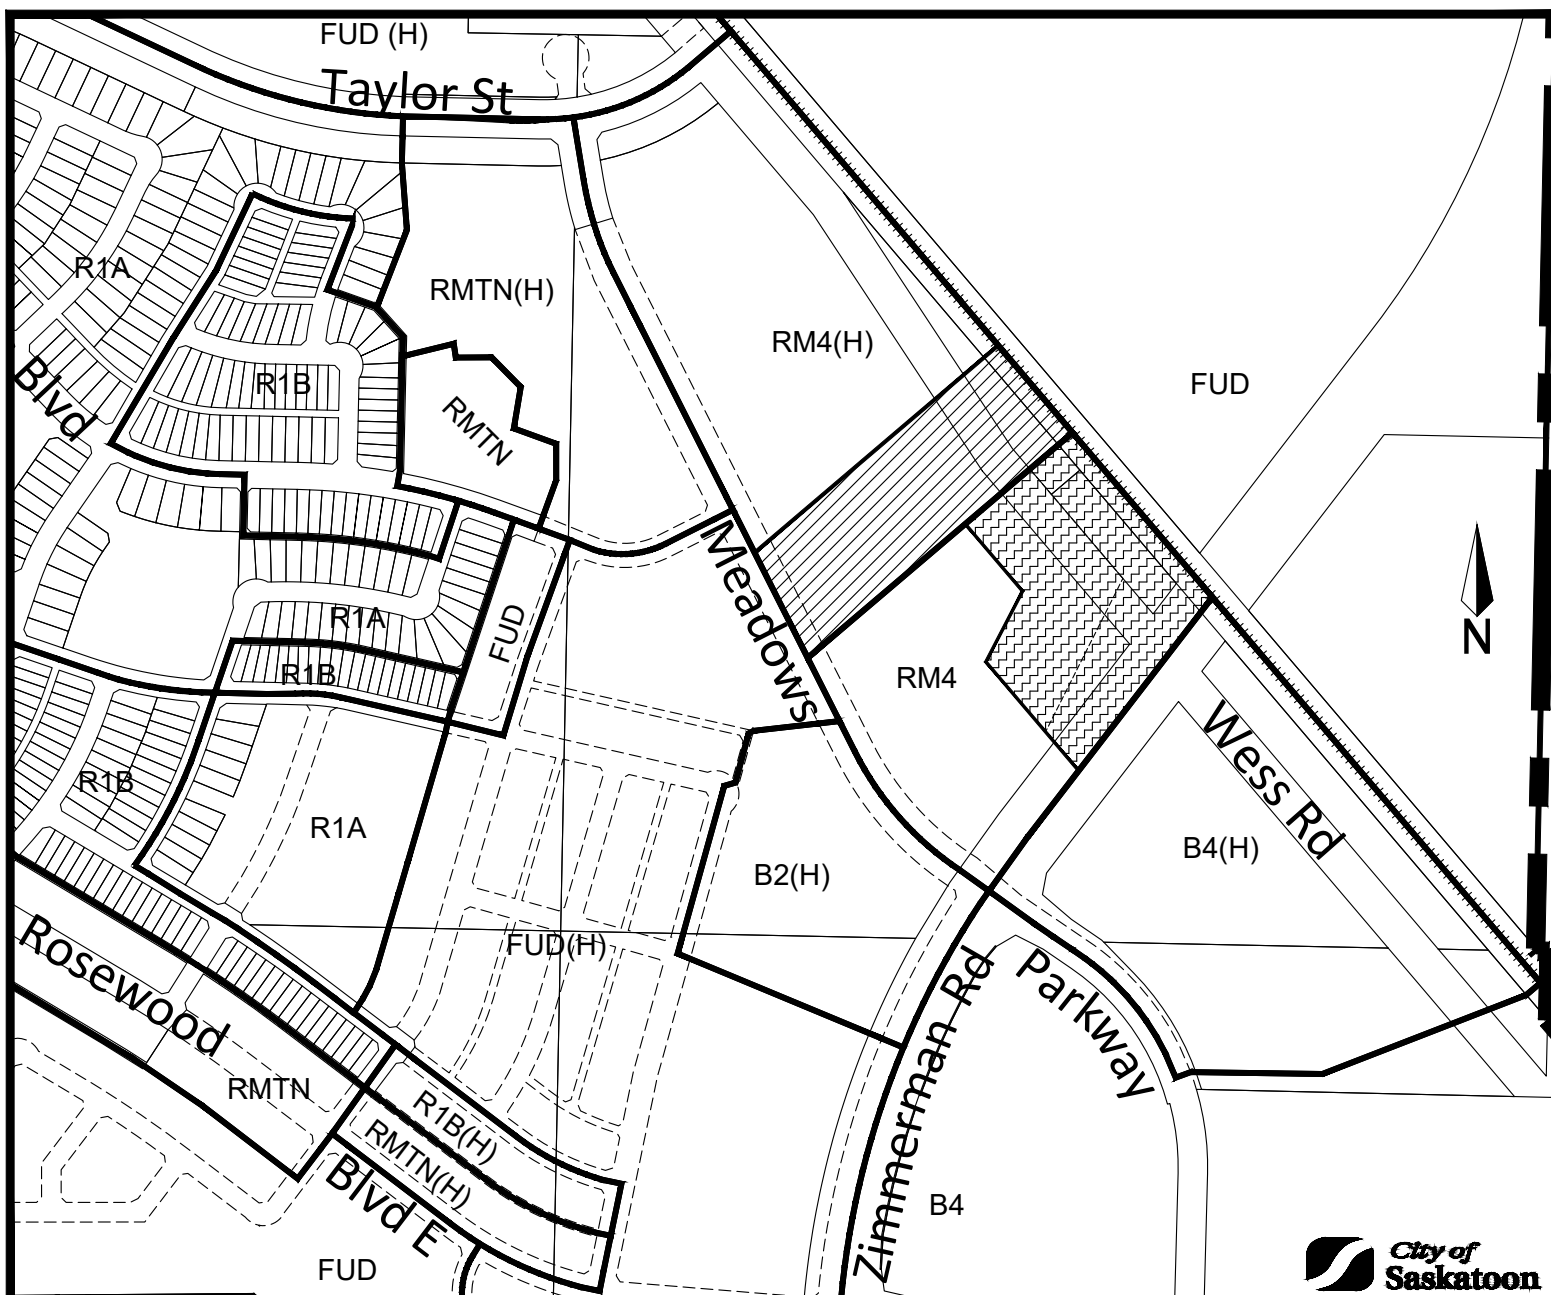 FUD (H)
Taylor St
R1A
RMTN(H)
RM4(H)
FUD
R1B
Blvd
RMTN
Meadows
R1A
FUD
N
R1B
RM4
Wess Rd
R1B
R1A
B4(H)
B2(H)
FUD(H)
Rosewood
Zimmerman Rd
Parkway
RMTN
R1B(H)
RMTN(H)
Blvd E
B4
FUD
City of
Saskatoon